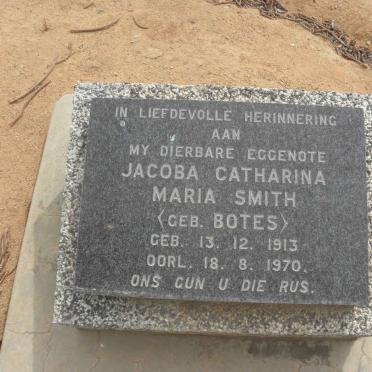 IN LIEFDEVOLLE HERINNERING
AAN
MY DIERBARE EGGENOTE
JACOBA CATHARINA
MARIA SMITH
(GEB. BOTES)
GEB. 13. 12. 1913
OORL. 18. 8. 1970.
ONS GUN U DIE RUS.